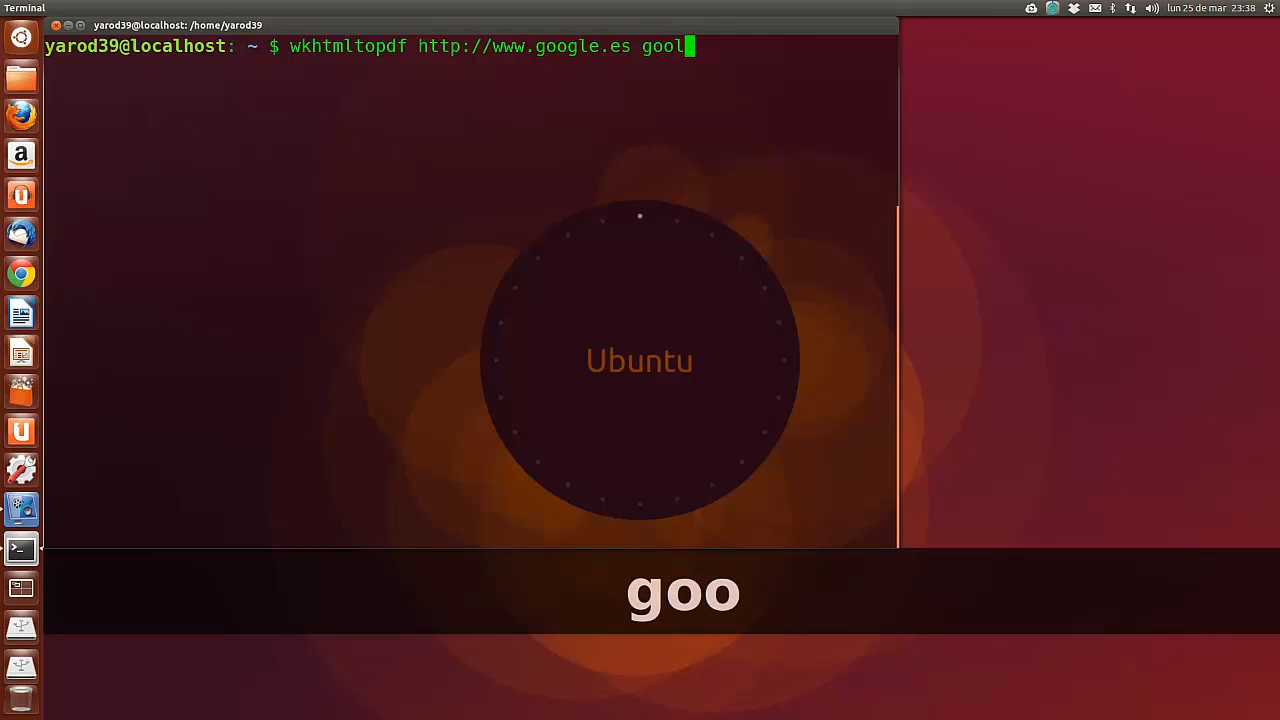 Terminal
lun 25 de mar 23:38
yarod39@localhost: /home/yarod39
yarod39@localhost: ~ $ wkhtmltopdf http://www.google.es gool
Ubuntu
goo